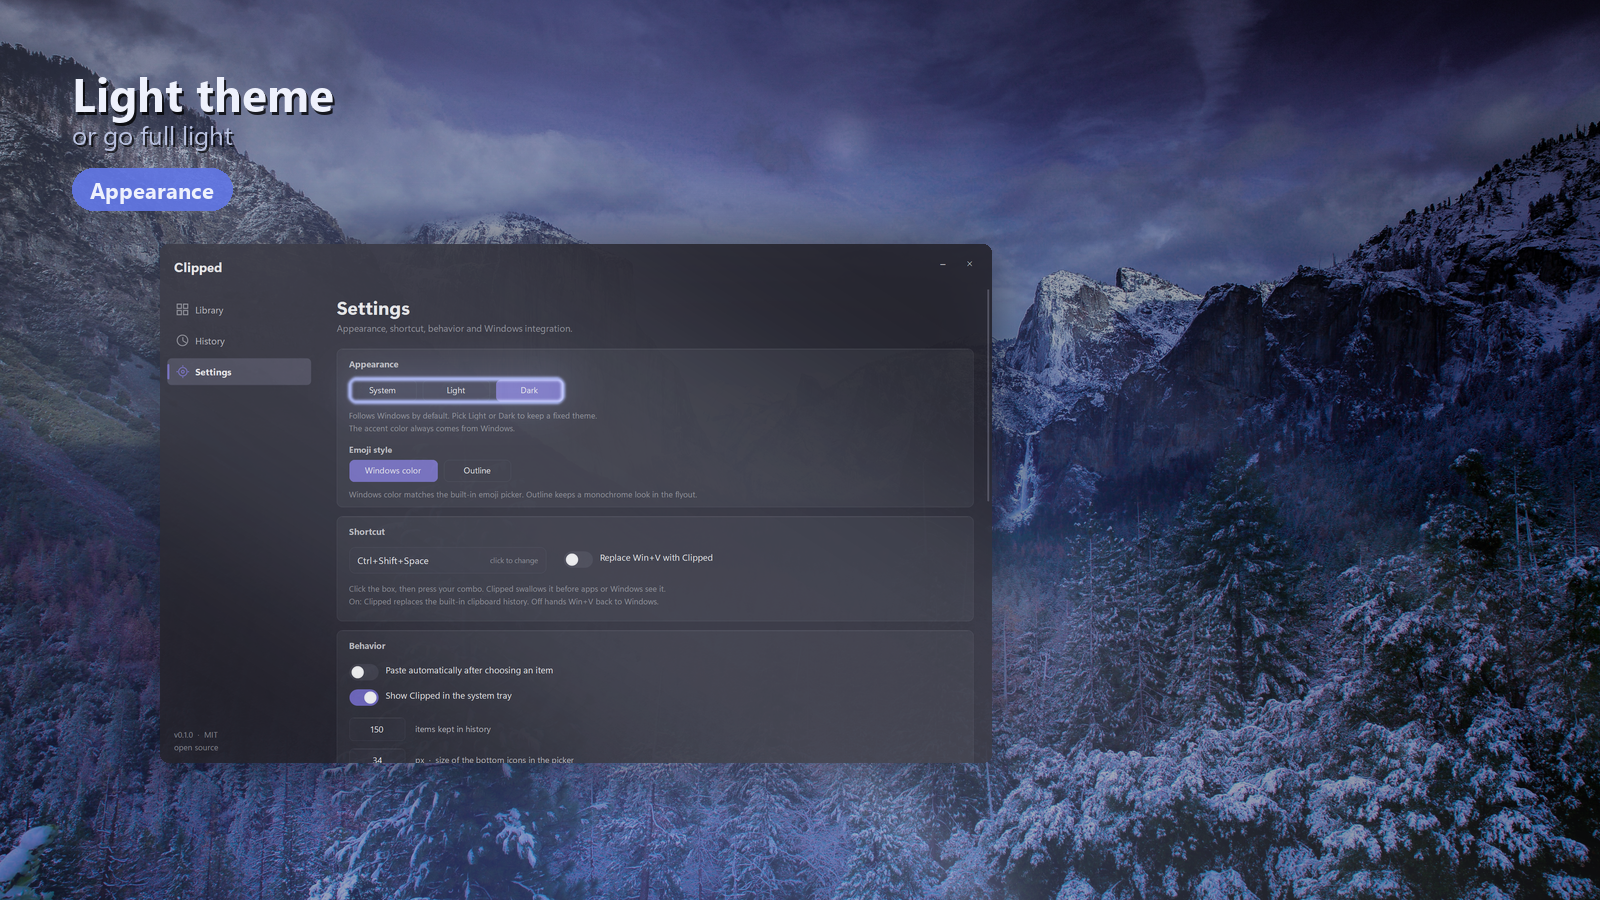 Light theme
or go full light
Appearance
Clipped
Library
History
Settings
v0.1.0 · MIT
open source
Settings
Appearance, shortcut, behavior and Windows integration.
Appearance
System Light Dark
Follows Windows by default. Pick Light or Dark to keep a fixed theme.
The accent color always comes from Windows.
Emoji style
Windows color Outline
Windows color matches the built-in emoji picker. Outline keeps a monochrome look in the flyout.
Shortcut
Ctrl+Shift+Space click to change Replace Win+V with Clipped
Click the box, then press your combo. Clipped swallows it before apps or Windows see it.
On: Clipped replaces the built-in clipboard history. Off hands Win+V back to Windows.
Behavior
Paste automatically after choosing an item
Show Clipped in the system tray
150 items kept in history
34 px · size of the bottom icons in the picker